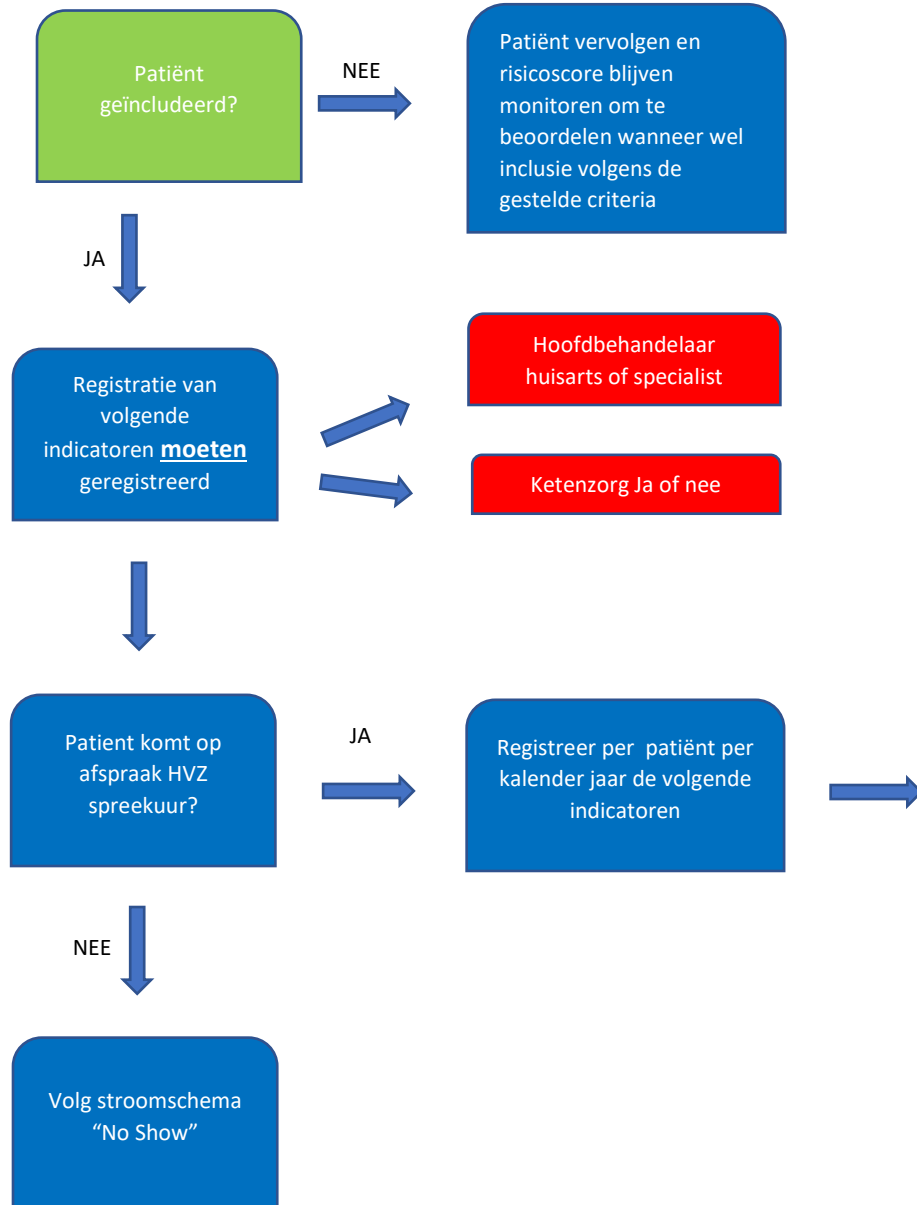 Patiënt
geïncludeerd?
NEE
Patiënt vervolgen en
risicoscore blijven
monitoren om te
beoordelen wanneer wel
inclusie volgens de
gestelde criteria
JA
Registratie van
volgende
indicatoren moeten
geregistreerd
Hoofdbehandelaar
huisarts of specialist
Ketenzorg Ja of nee
Patient komt op
afspraak HVZ
spreekuur?
JA
Registreer per  patiënt per
kalender jaar de volgende
indicatoren
NEE
Volg stroomschema
“No Show”